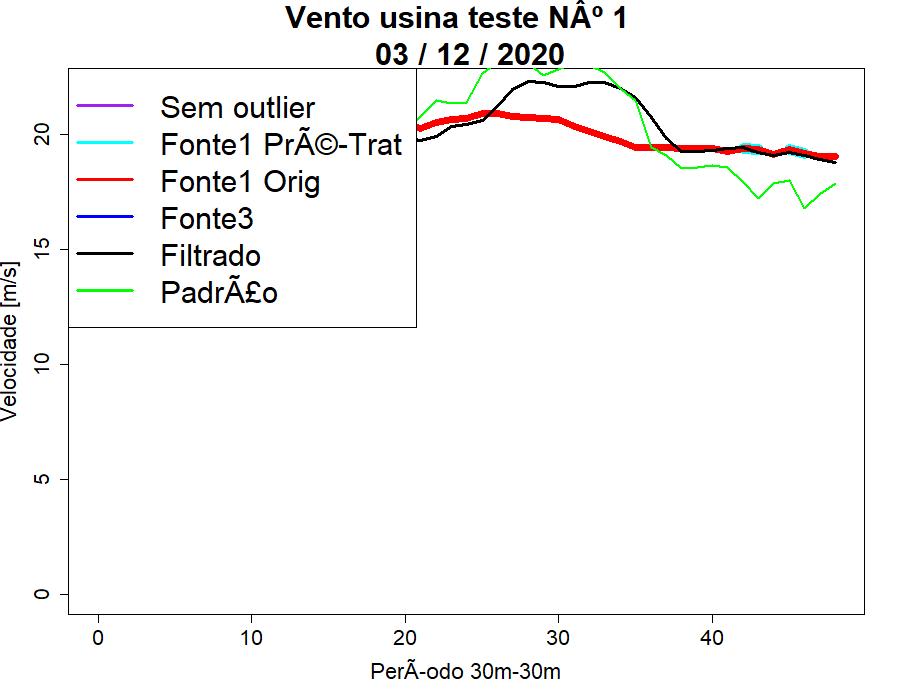 Vento usina teste NÂº 1
03 / 12 / 2020
Sem outlier
Fonte1 PrÃ©-Trat
Fonte1 Orig
Fonte3
Filtrado
PadrÃ£o
Velocidade [m/s]
20
15
10
5
0
0 10 20 30 40
PerÃ-odo 30m-30m